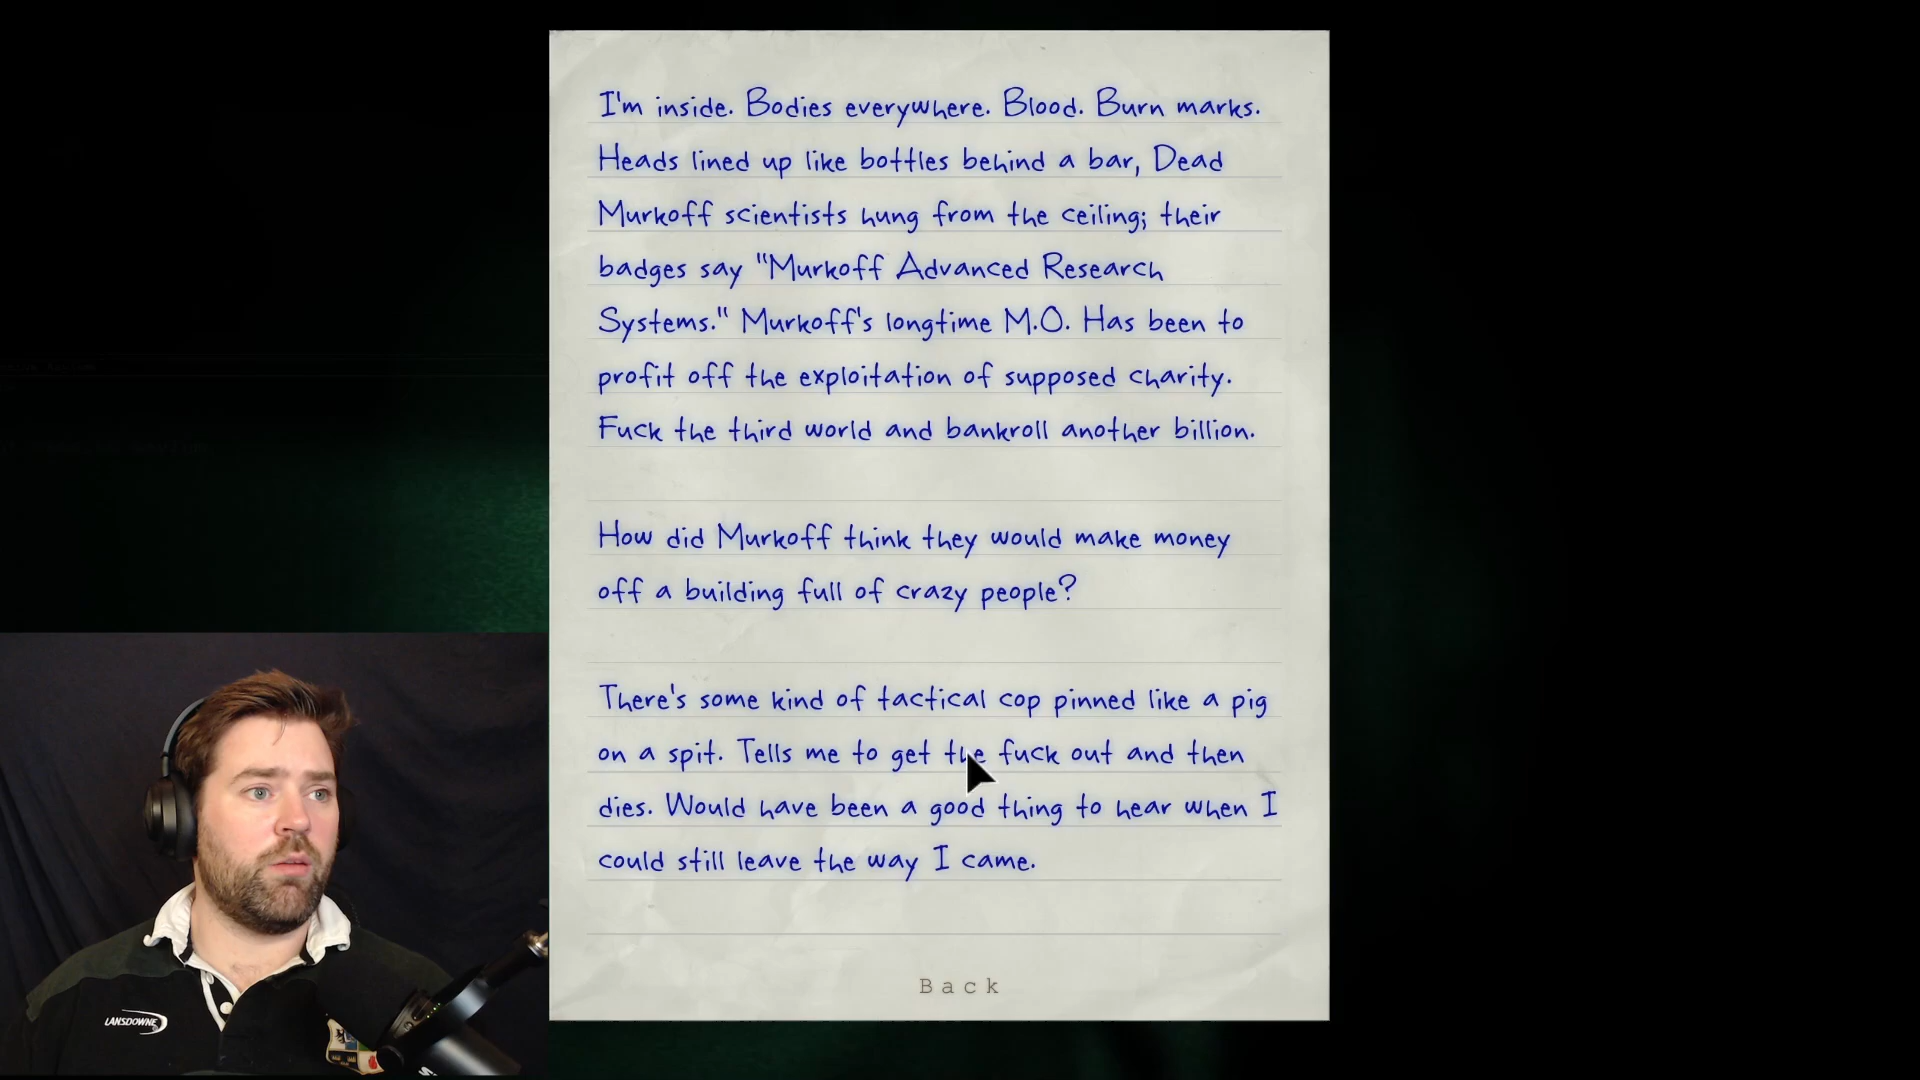 I'm inside. Bodies everywhere. Blood. Burn marks.
Heads lined up like bottles behind a bar, Dead
Murkoff scientists hung from the ceiling; their
badges say "Murkoff Advanced Research
Systems." Murkoff's longtime M.O. Has been to
profit off the exploitation of supposed charity.
Fuck the third world and bankroll another billion.
How did Murkoff think they would make money
off a building full of crazy people?
There's some kind of tactical cop pinned like a pig
on a spit. Tells me to get the fuck out and then
dies. Would have been a good thing to hear when I
could still leave the way I came.
Back
LANSDOWNE